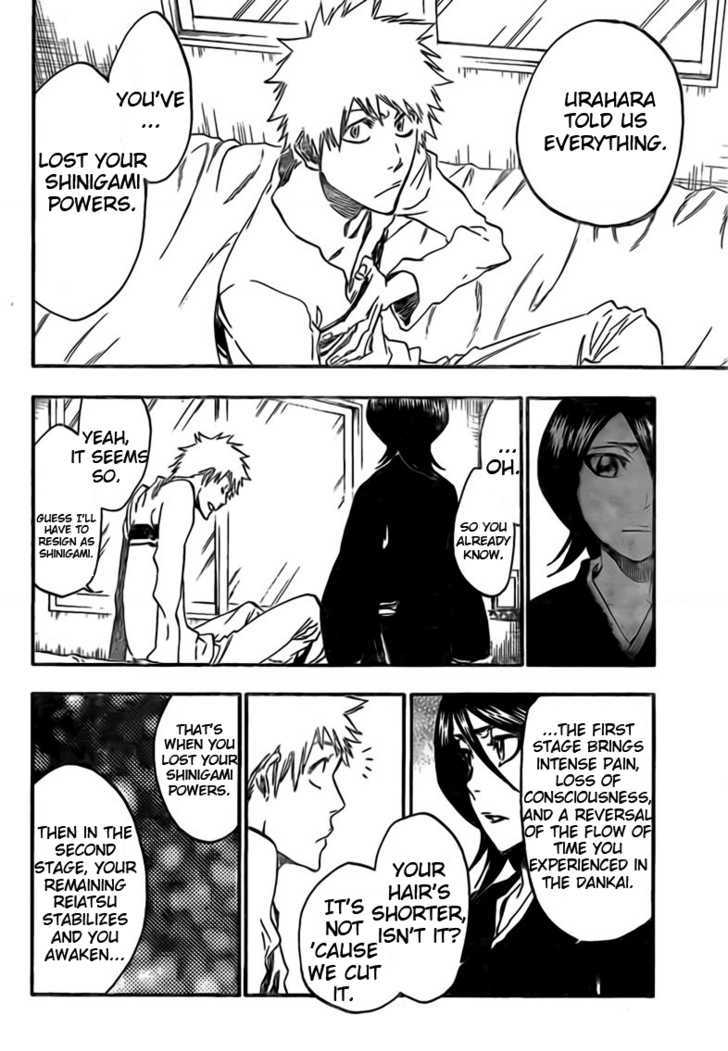 URAHARA
TOLD US
EVERYTHING.
YOU'VE
...
LOST YOUR
SHINIGAMI
POWERS.
...
OH.
SO YOU
ALREADY
KNOW.
YEAH,
IT SEEMS
SO.
GUESS I'LL
HAVE TO
RESIGN AS
SHINIGAMI.
...THE FIRST
STAGE BRINGS
INTENSE PAIN,
LOSS OF
CONSCIOUSNESS,
AND A REVERSAL
OF THE FLOW OF
TIME YOU
EXPERIENCED IN
THE DANKAI.
YOUR
HAIR'S
SHORTER,
ISN'T IT?
IT'S
NOT
'CAUSE
WE CUT
IT.
THAT'S
WHEN YOU
LOST YOUR
SHINIGAMI
POWERS.
THEN IN THE
SECOND
STAGE, YOUR
REMAINING
REIATSU
STABILIZES
AND YOU
AWAKEN...